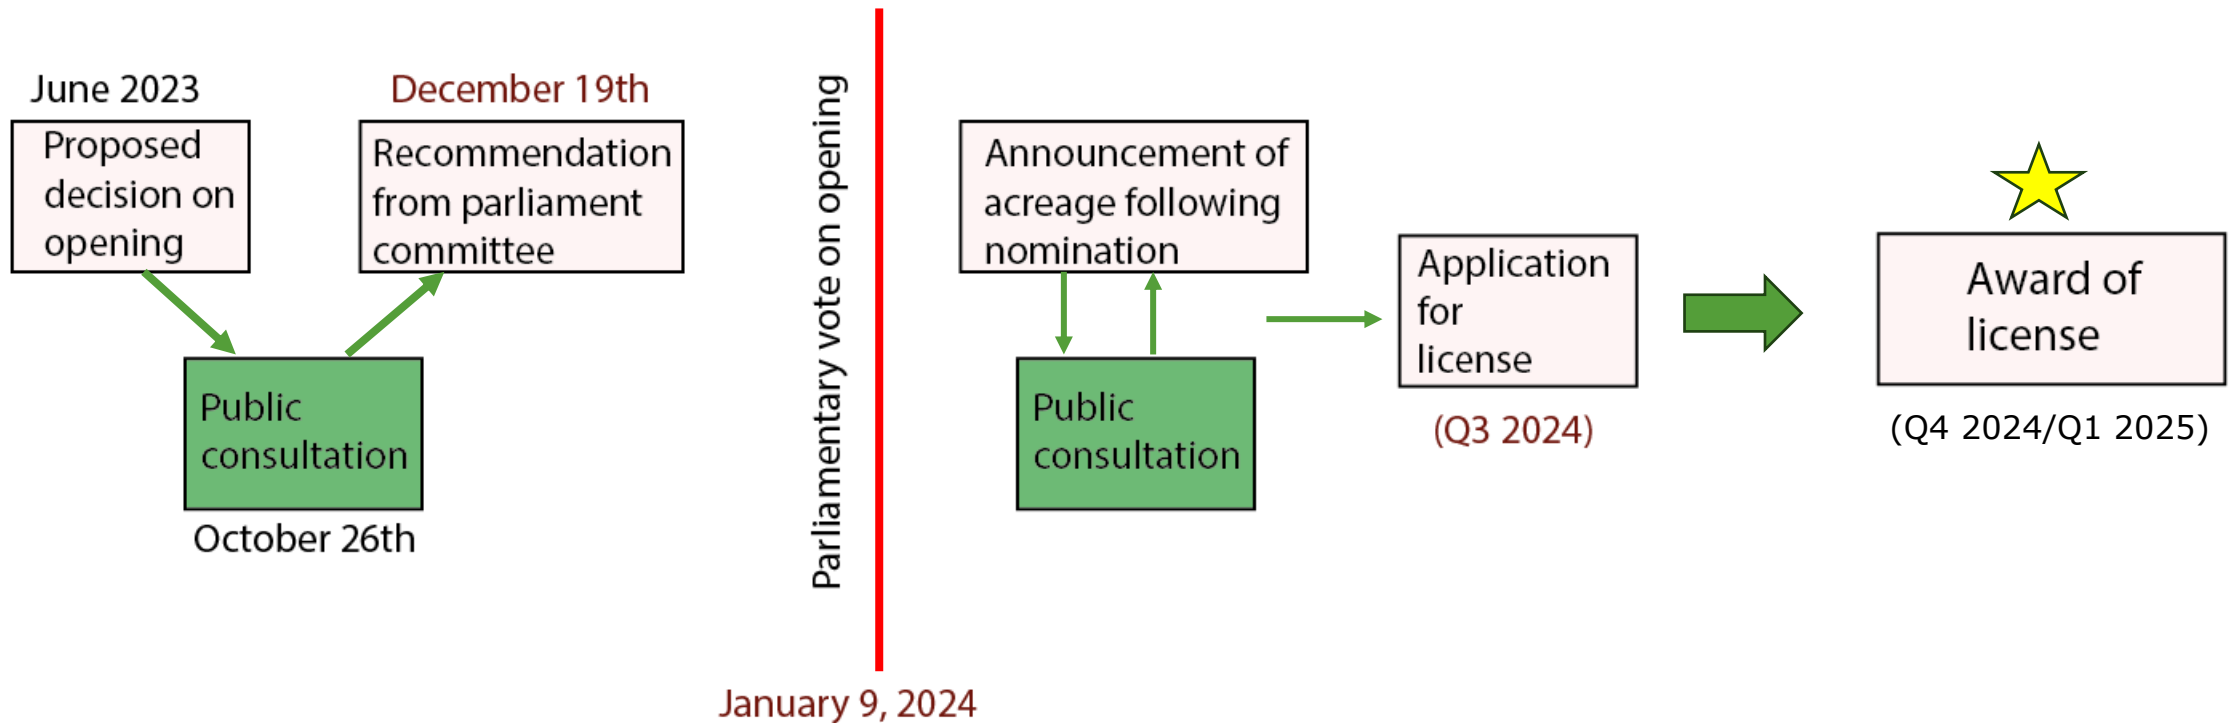 June 2023
Proposed
decision on
opening
Public
consultation
October 26th
December 19th
Recommendation
from parliament
committee
Parliamentary vote on opening
January 9, 2024
Announcement of
acreage following
nomination
Public
consultation
Application
for
license
(Q3 2024)
Award of
license
(Q4 2024/Q1 2025)